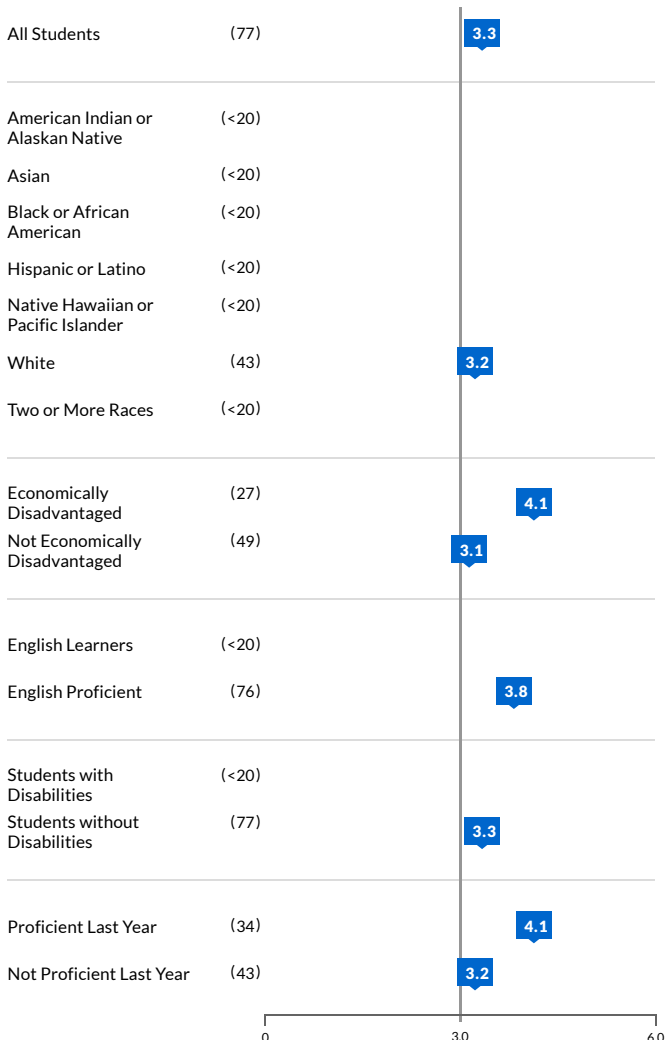 All Students (77) 3.3
American Indian or (<20)
Alaskan Native
Asian (<20)
Black or African (<20)
American
Hispanic or Latino (<20)
Native Hawaiian or (<20)
Pacific Islander
White (43) 3.2
Two or More Races (<20)
Economically (27) 4.1
Disadvantaged
Not Economically (49) 3.1
Disadvantaged
English Learners (<20)
English Proficient (76) 3.8
Students with (<20)
Disabilities
Students without (77) 3.3
Disabilities
Proficient Last Year (34) 4.1
Not Proficient Last Year (43) 3.2
0 3.0 6.0